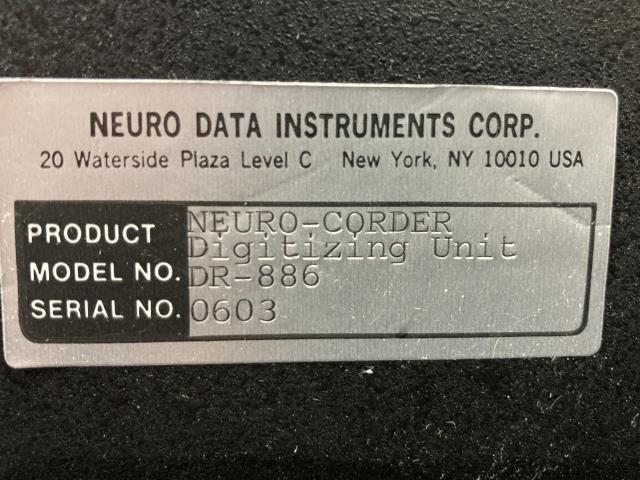 NEURO DATA INSTRUMENTS CORP.
20 Waterside Plaza Level C New York, NY 10010 USA
PRODUCT NEURO-CORDER
Digitizing Unit
MODEL NO. DR-886
SERIAL NO. 0603